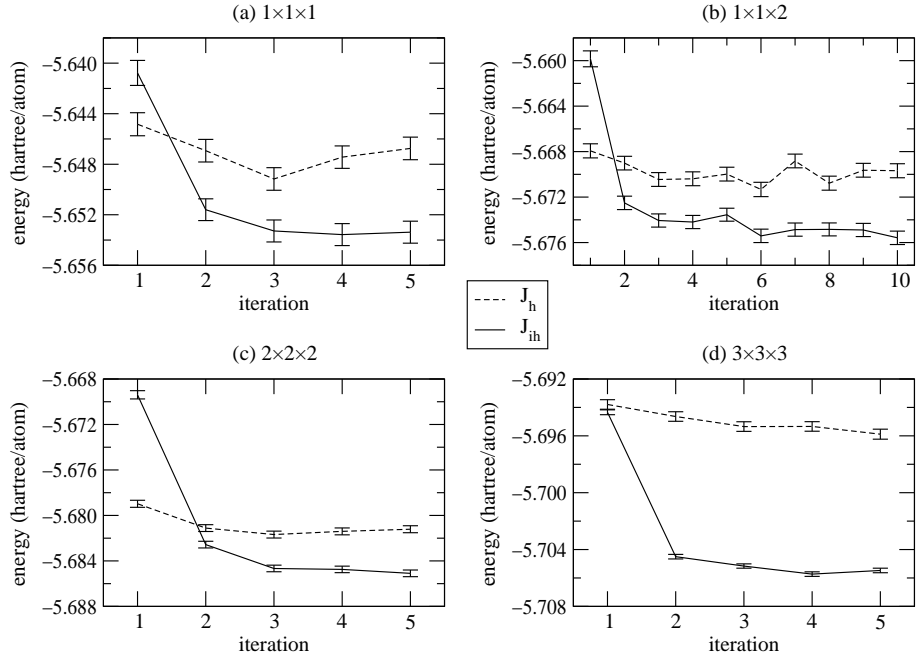 (a) 1×1×1
energy (hartree/atom)
−5.640
−5.644
−5.648
−5.652
−5.656
1 2 3 4 5
iteration
(b) 1×1×2
energy (hartree/atom)
−5.660
−5.664
−5.668
−5.672
−5.676
2 4 6 8 10
iteration
J_h
J_ih
(c) 2×2×2
energy (hartree/atom)
−5.668
−5.672
−5.676
−5.680
−5.684
−5.688
1 2 3 4 5
iteration
(d) 3×3×3
energy (hartree/atom)
−5.692
−5.696
−5.700
−5.704
−5.708
1 2 3 4 5
iteration